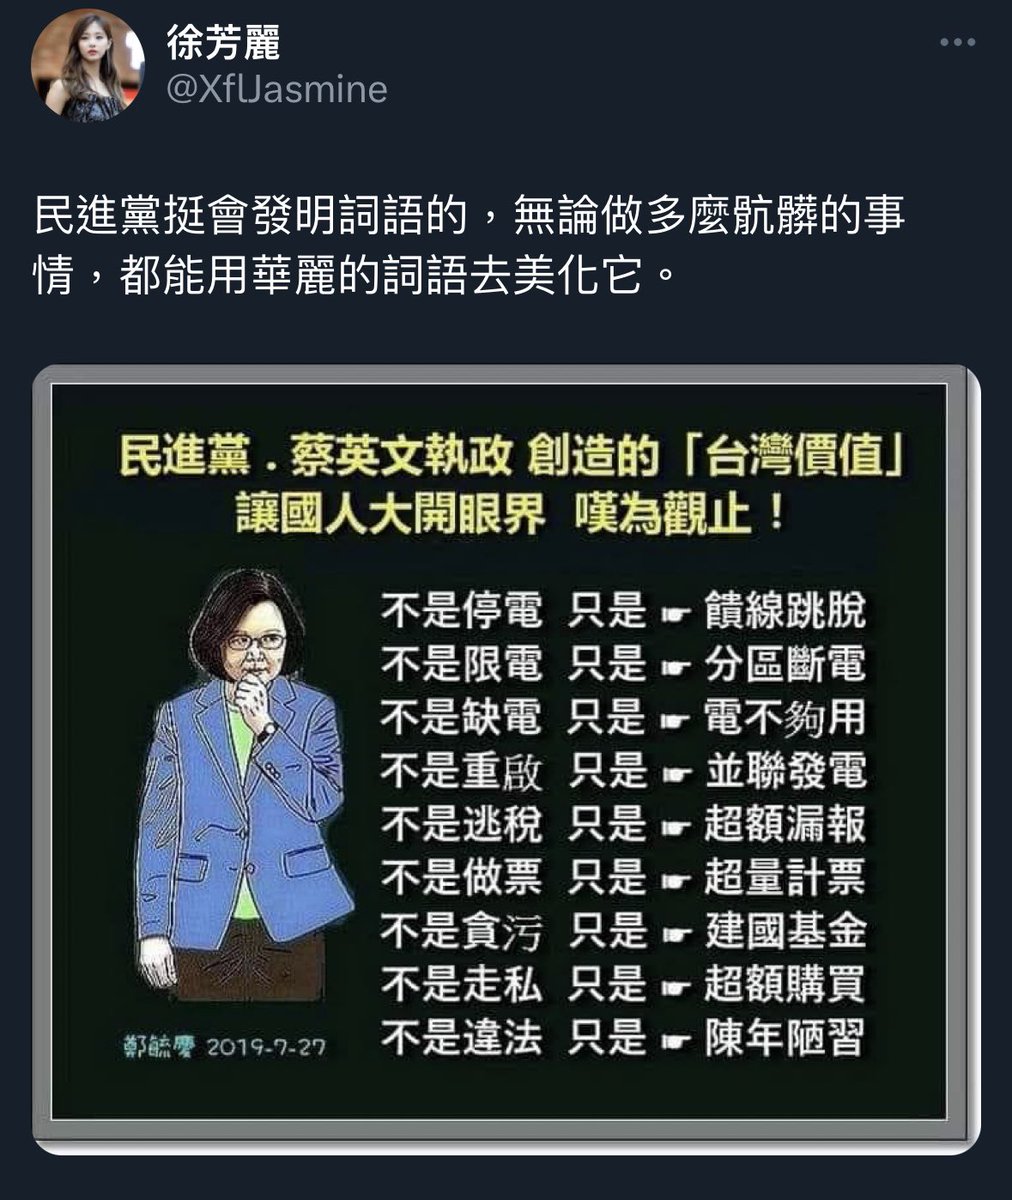 徐芳麗
@XflJasmine
民進黨挺會發明詞語的，無論做多麼骯髒的事
情，都能用華麗的詞語去美化它。
民進黨．蔡英文執政 創造的「台灣價值」
讓國人大開眼界 嘆為觀止！
不是停電 只是☛饋線跳脫
不是限電 只是☛分區斷電
不是缺電 只是☛電不夠用
不是重啟 只是☛並聯發電
不是逃稅 只是☛超額漏報
不是做票 只是☛超量計票
不是貪污 只是☛建國基金
不是走私 只是☛超額購買
不是違法 只是☛陳年陋習
鄭毓慶 2019-7-27